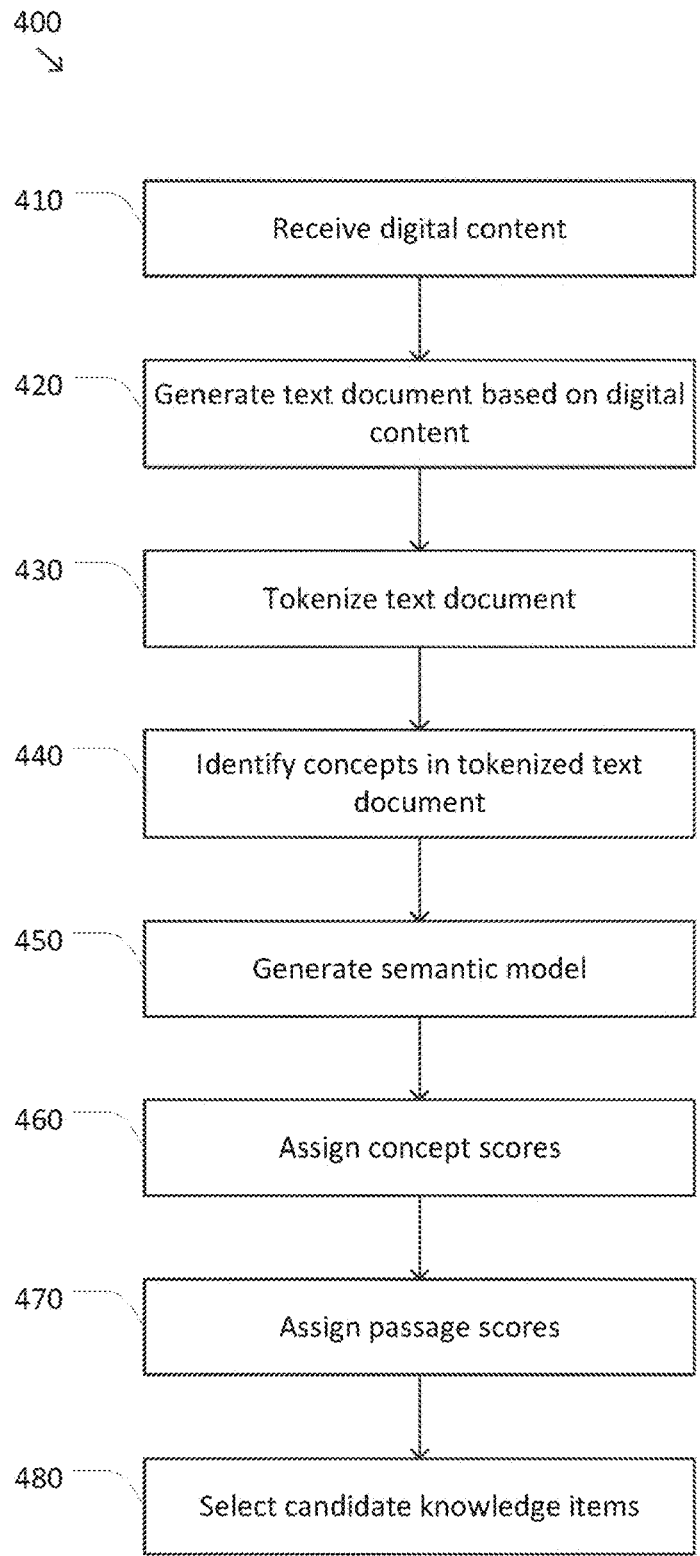 400
410
Receive digital content
420
Generate text document based on digital
content
430
Tokenize text document
440
Identify concepts in tokenized text
document
450
Generate semantic model
460
Assign concept scores
470
Assign passage scores
480
Select candidate knowledge items